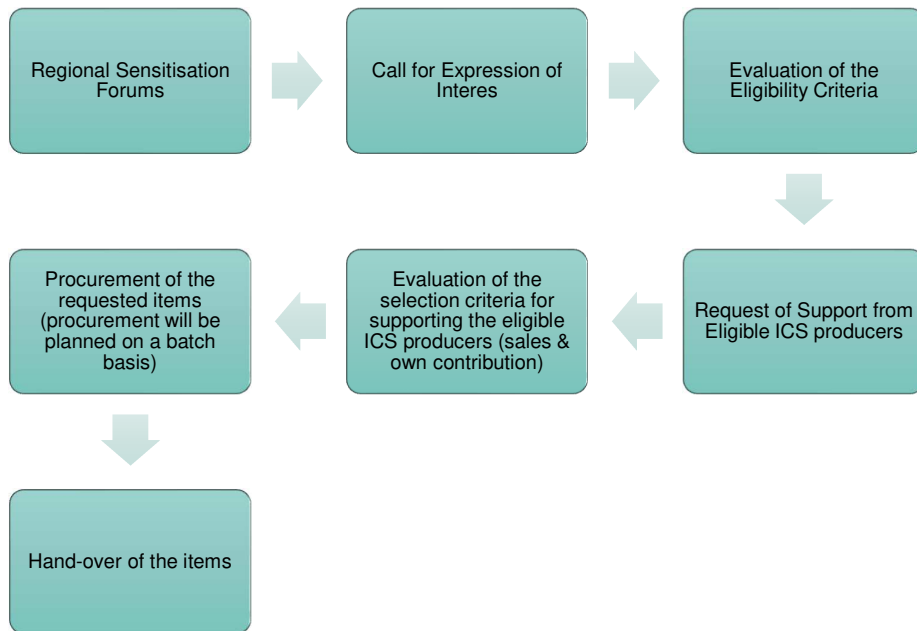 Regional Sensitisation
Forums
Call for Expression of
Interes
Evaluation of the
Eligibility Criteria
Request of Support from
Eligible ICS producers
Evaluation of the
selection criteria for
supporting the eligible
ICS producers (sales &
own contribution)
Procurement of the
requested items
(procurement will be
planned on a batch
basis)
Hand-over of the items